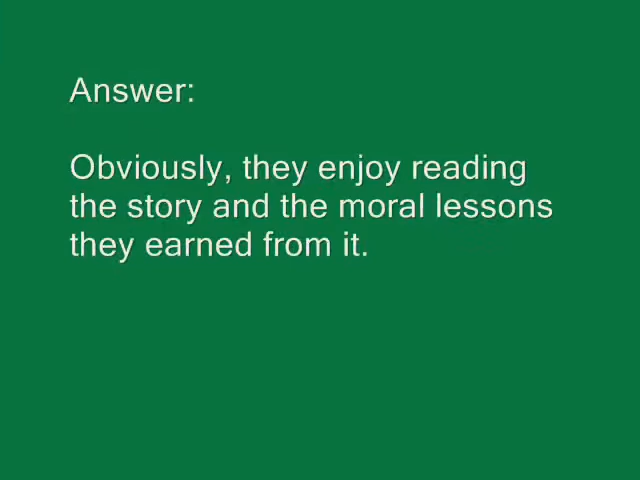 Answer:
Obviously, they enjoy reading
the story and the moral lessons
they earned from it.